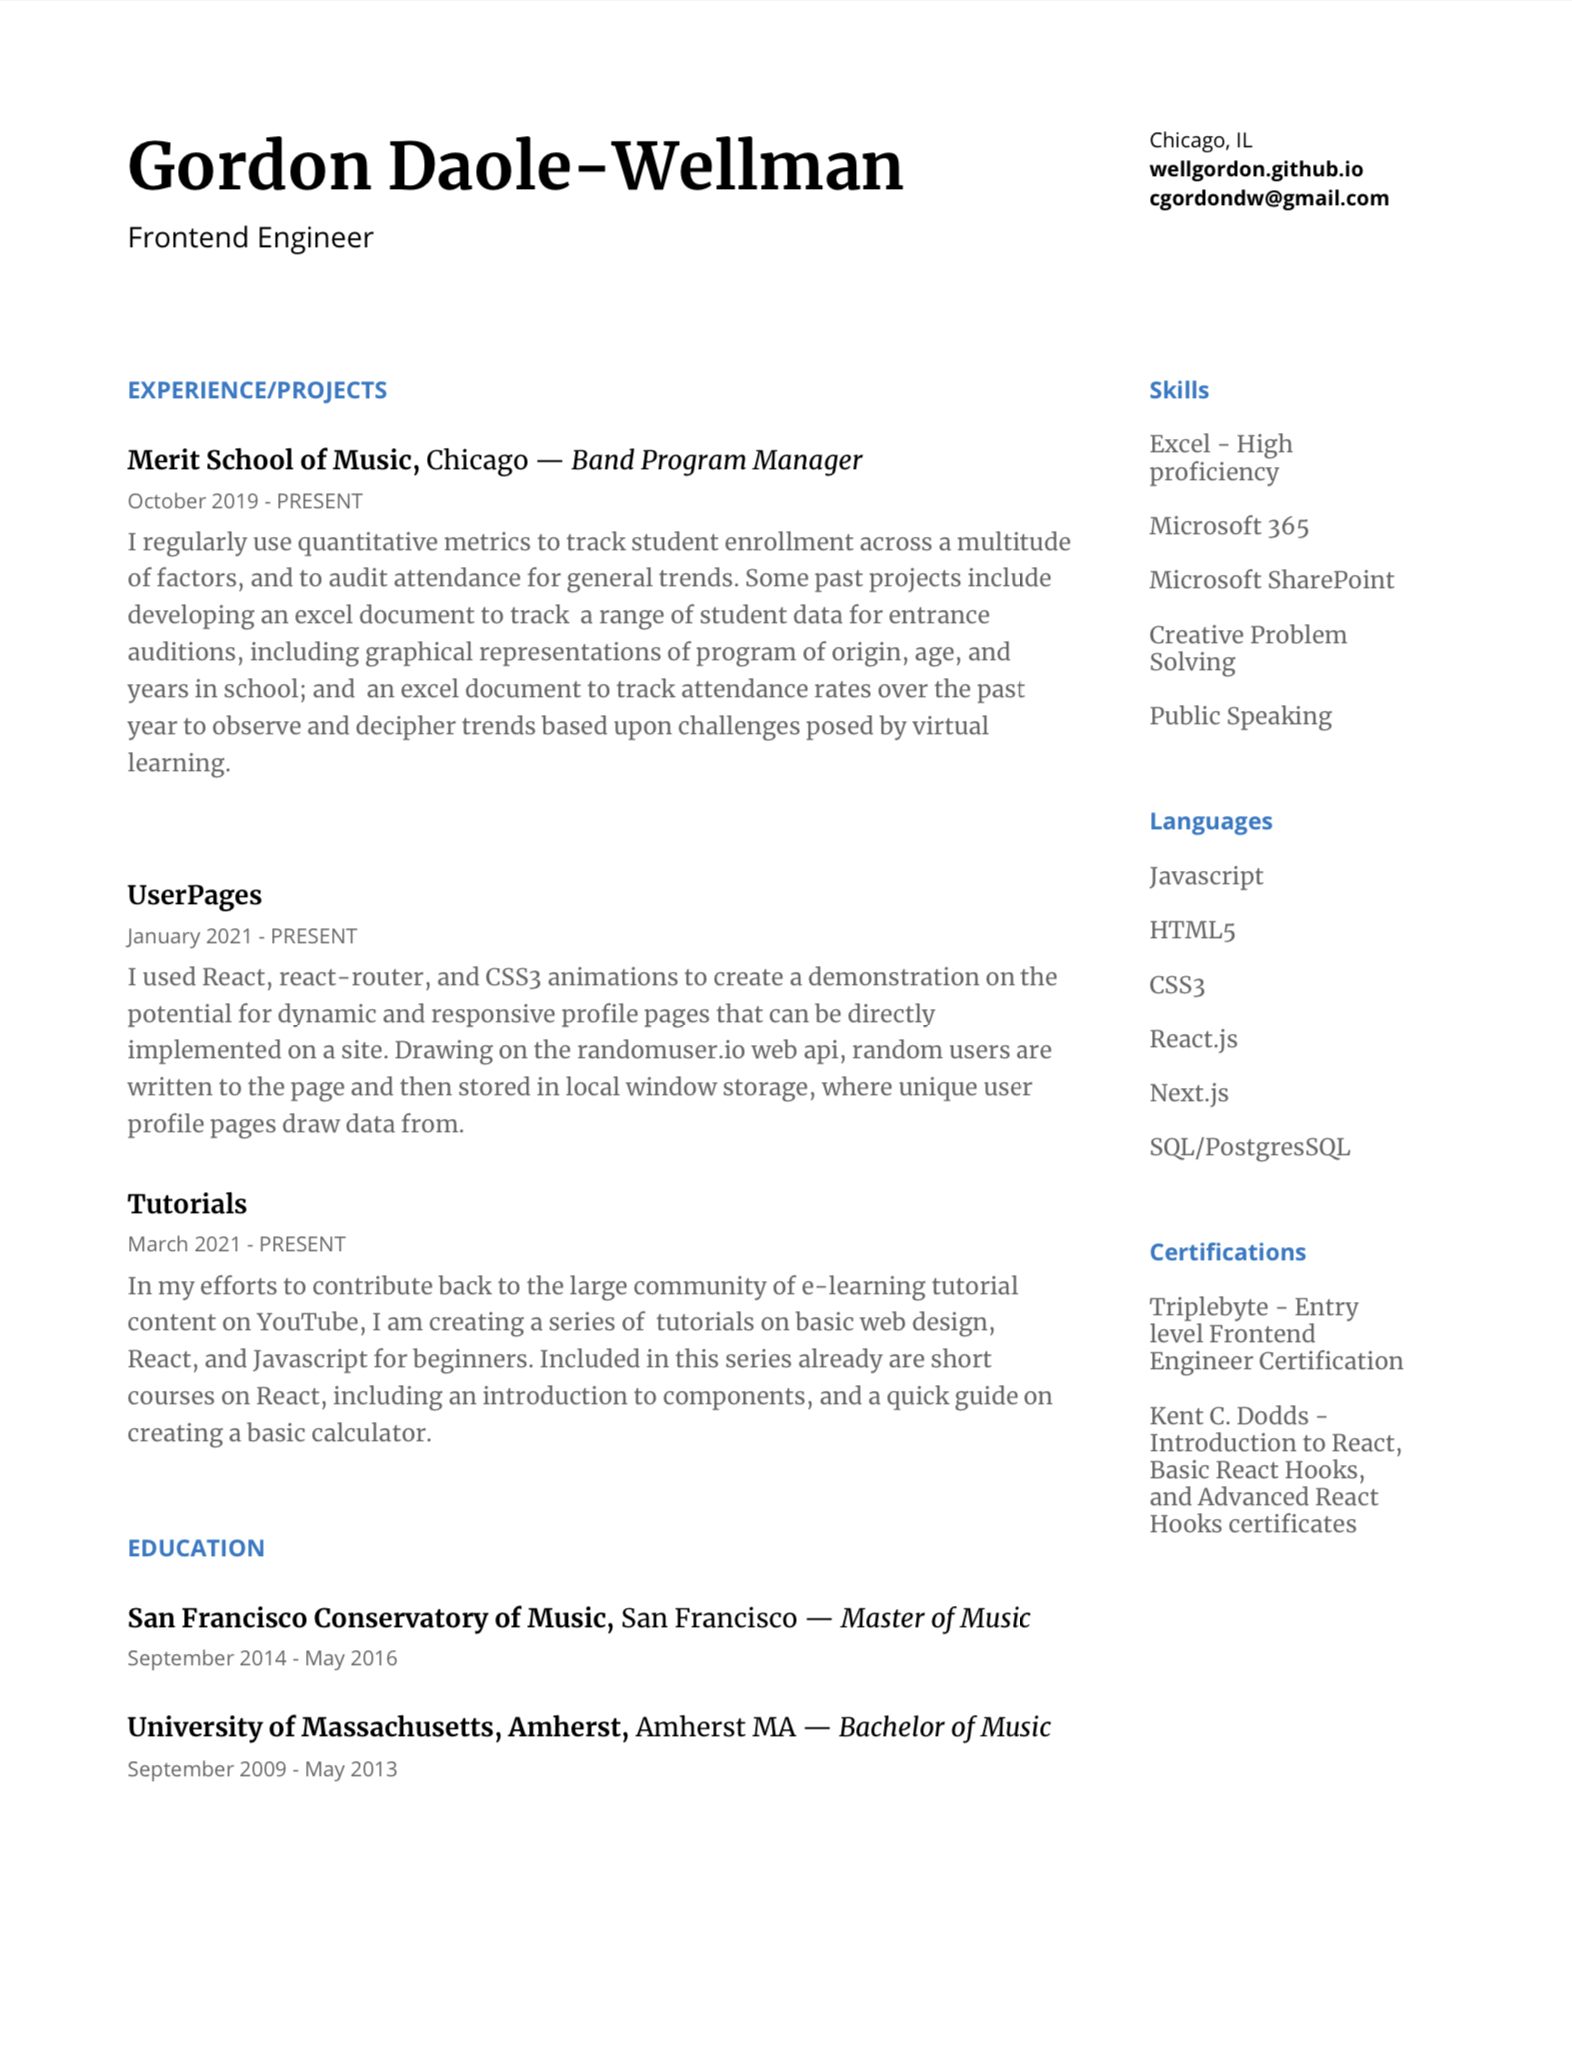 Gordon Daole-Wellman
Frontend Engineer
Chicago, IL
wellgordon.github.io
cgordondw@gmail.com
EXPERIENCE/PROJECTS
Merit School of Music, Chicago — Band Program Manager
October 2019 - PRESENT
I regularly use quantitative metrics to track student enrollment across a multitude
of factors, and to audit attendance for general trends. Some past projects include
developing an excel document to track  a range of student data for entrance
auditions, including graphical representations of program of origin, age, and
years in school; and  an excel document to track attendance rates over the past
year to observe and decipher trends based upon challenges posed by virtual
learning.
UserPages
January 2021 - PRESENT
I used React, react-router, and CSS3 animations to create a demonstration on the
potential for dynamic and responsive profile pages that can be directly
implemented on a site. Drawing on the randomuser.io web api, random users are
written to the page and then stored in local window storage, where unique user
profile pages draw data from.
Tutorials
March 2021 - PRESENT
In my efforts to contribute back to the large community of e-learning tutorial
content on YouTube, I am creating a series of  tutorials on basic web design,
React, and Javascript for beginners. Included in this series already are short
courses on React, including an introduction to components, and a quick guide on
creating a basic calculator.
EDUCATION
San Francisco Conservatory of Music, San Francisco — Master of Music
September 2014 - May 2016
University of Massachusetts, Amherst, Amherst MA — Bachelor of Music
September 2009 - May 2013
Skills
Excel - High
proficiency
Microsoft 365
Microsoft SharePoint
Creative Problem
Solving
Public Speaking
Languages
Javascript
HTML5
CSS3
React.js
Next.js
SQL/PostgresSQL
Certifications
Triplebyte - Entry
level Frontend
Engineer Certification
Kent C. Dodds -
Introduction to React,
Basic React Hooks,
and Advanced React
Hooks certificates